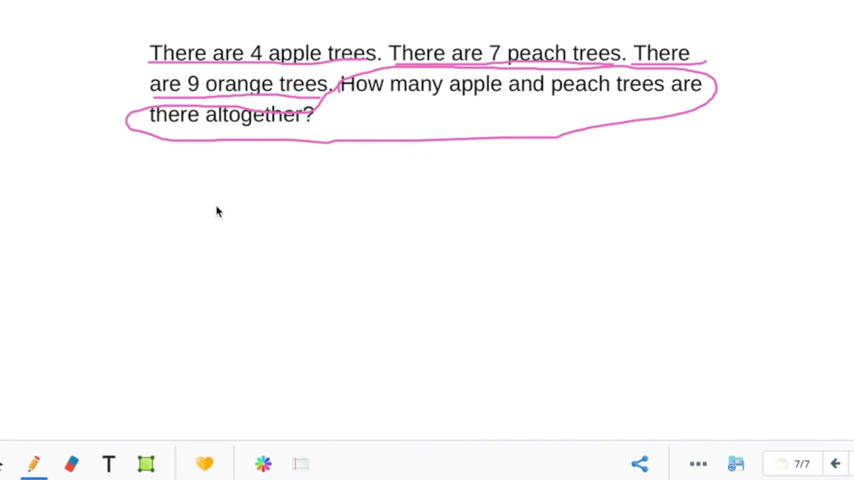 There are 4 apple trees. There are 7 peach trees. There
are 9 orange trees. How many apple and peach trees are
there altogether?
T
7/7